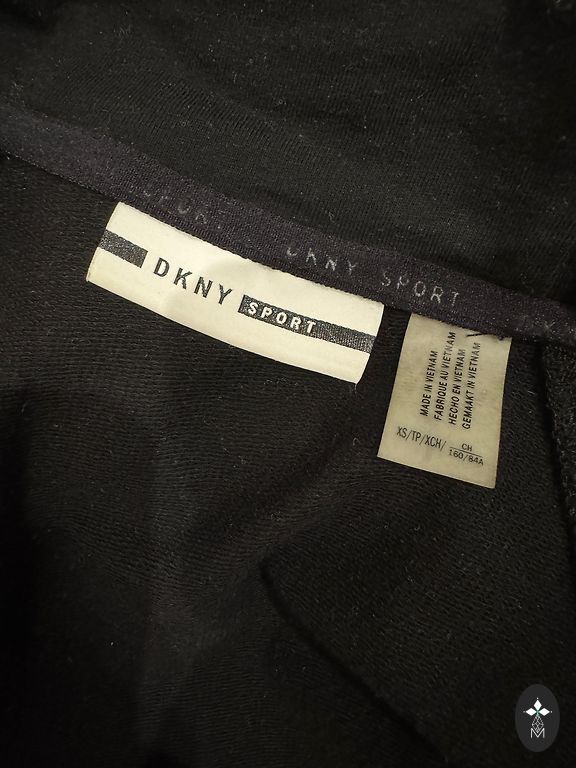 SPORT
DKNY SPORT
DKNY SPORT
MADE IN VIETNAM
FABRIQUE AU VIETNAM
HECHO EN VIETNAM
GEMAAKT IN VIETNAM
XS/TP/XCH/ CH
160/84A
M